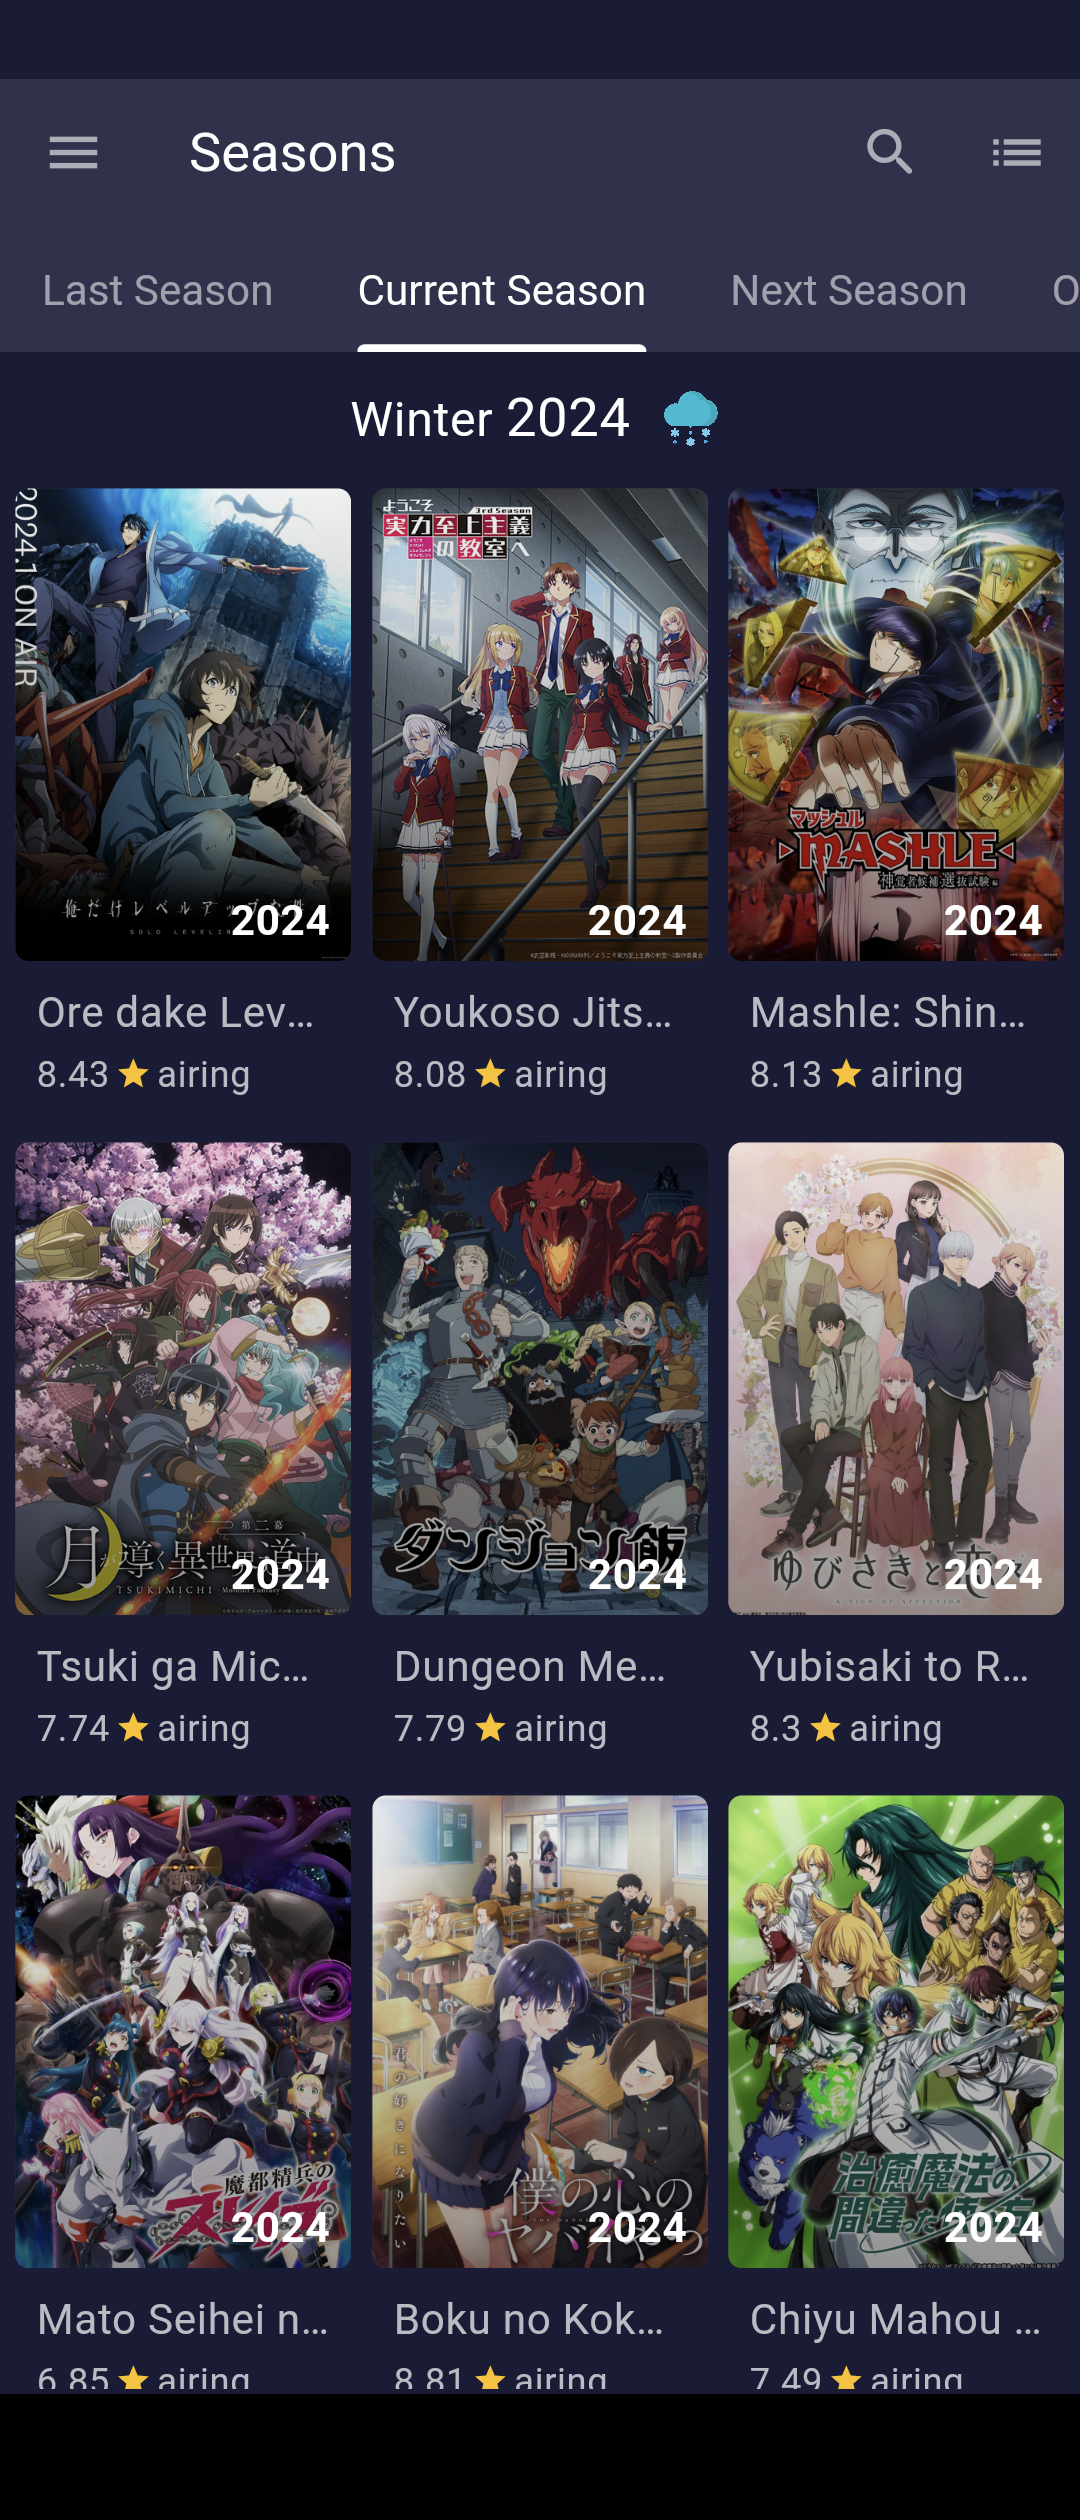 Seasons
Last Season
Current Season
Next Season
O
Winter 2024
2024.1 ON AIR
俺だけレベルアップな件
SOLO LEVELIN
2024
ようこそ
3rd Season
実力至上主義
の教室へ
2024
マッシュル
MASHLE
神覚者候補選抜試験編
2024
Ore dake Lev...
Youkoso Jits...
Mashle: Shin...
8.43 airing
8.08 airing
8.13 airing
第二幕
月が導く異世界道中
TSUKIMICHI -Moonlit Fantasy-
2024
ダンジョン飯
2024
ゆびさきと恋々
A SIGN OF AFFECTION
2024
Tsuki ga Mic...
Dungeon Me...
Yubisaki to R...
7.74 airing
7.79 airing
8.3 airing
魔都精兵の
スレイブ
2024
君の好きになりたい
僕の心の
ヤバイやつ
2024
治癒魔法の
間違った使い方
2024
Mato Seihei n...
Boku no Kok...
Chiyu Mahou ...
6.85 airing
8.81 airing
7.49 airing